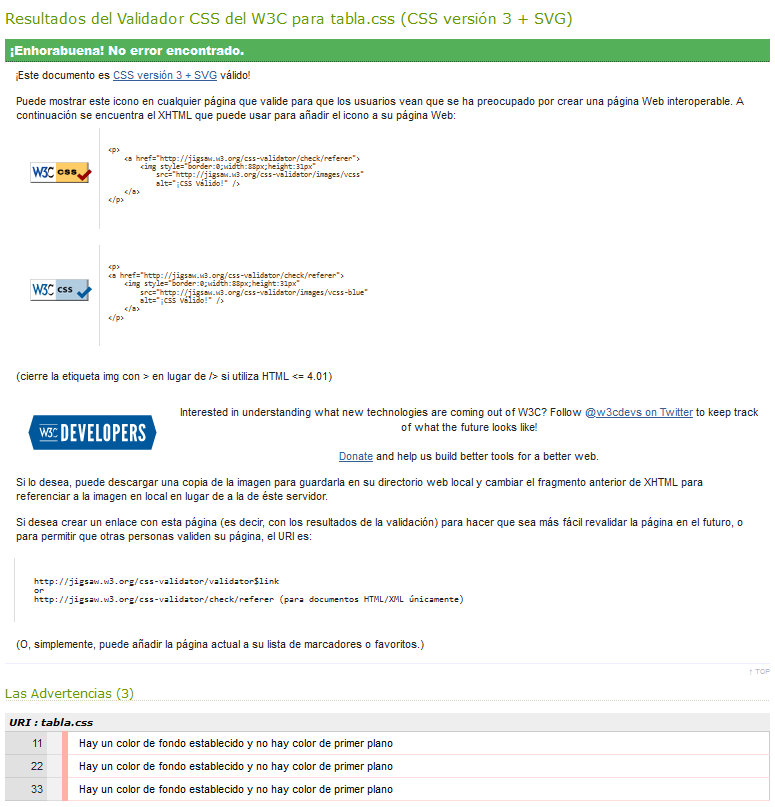 Resultados del Validador CSS del W3C para tabla.css (CSS versión 3 + SVG)
¡Enhorabuena! No error encontrado.
¡Este documento es CSS versión 3 + SVG válido!
Puede mostrar este icono en cualquier página que valide para que los usuarios vean que se ha preocupado por crear una página Web interoperable. A
continuación se encuentra el XHTML que puede usar para añadir el icono a su página Web:
W3C css
<p>
<a href="http://jigsaw.w3.org/css-validator/check/referer">
<img style="border:0;width:88px;height:31px"
src="http://jigsaw.w3.org/css-validator/images/vcss"
alt="¡CSS Válido!" />
</a>
</p>
W3C css
<p>
<a href="http://jigsaw.w3.org/css-validator/check/referer">
<img style="border:0;width:88px;height:31px"
src="http://jigsaw.w3.org/css-validator/images/vcss-blue"
alt="¡CSS Válido!" />
</a>
</p>
(cierre la etiqueta img con > en lugar de /> si utiliza HTML <= 4.01)
W3C DEVELOPERS
Interested in understanding what new technologies are coming out of W3C? Follow @w3cdevs on Twitter to keep track
of what the future looks like!
Donate and help us build better tools for a better web.
Si lo desea, puede descargar una copia de la imagen para guardarla en su directorio web local y cambiar el fragmento anterior de XHTML para
referenciar a la imagen en local en lugar de a la de éste servidor.
Si desea crear un enlace con esta página (es decir, con los resultados de la validación) para hacer que sea más fácil revalidar la página en el futuro, o
para permitir que otras personas validen su página, el URI es:
http://jigsaw.w3.org/css-validator/validator$link
or
http://jigsaw.w3.org/css-validator/check/referer (para documentos HTML/XML únicamente)
(O, simplemente, puede añadir la página actual a su lista de marcadores o favoritos.)
↑ TOP
Las Advertencias (3)
URI : tabla.css
11 Hay un color de fondo establecido y no hay color de primer plano
22 Hay un color de fondo establecido y no hay color de primer plano
33 Hay un color de fondo establecido y no hay color de primer plano